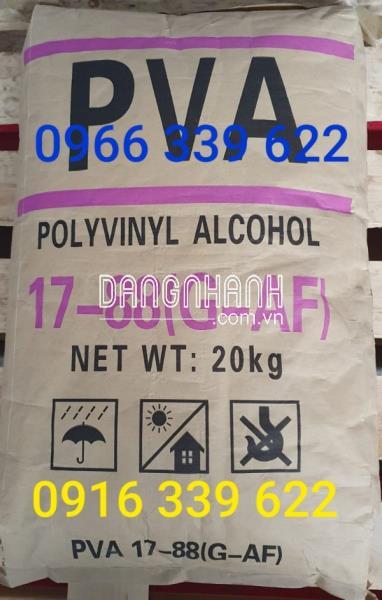 PVA
0966 339 622
POLYVINYL ALCOHOL
17-88(G-AF)
DANGNHANH
.com.vn
NET WT: 20kg
0916 339 622
PVA 17-88(G-AF)